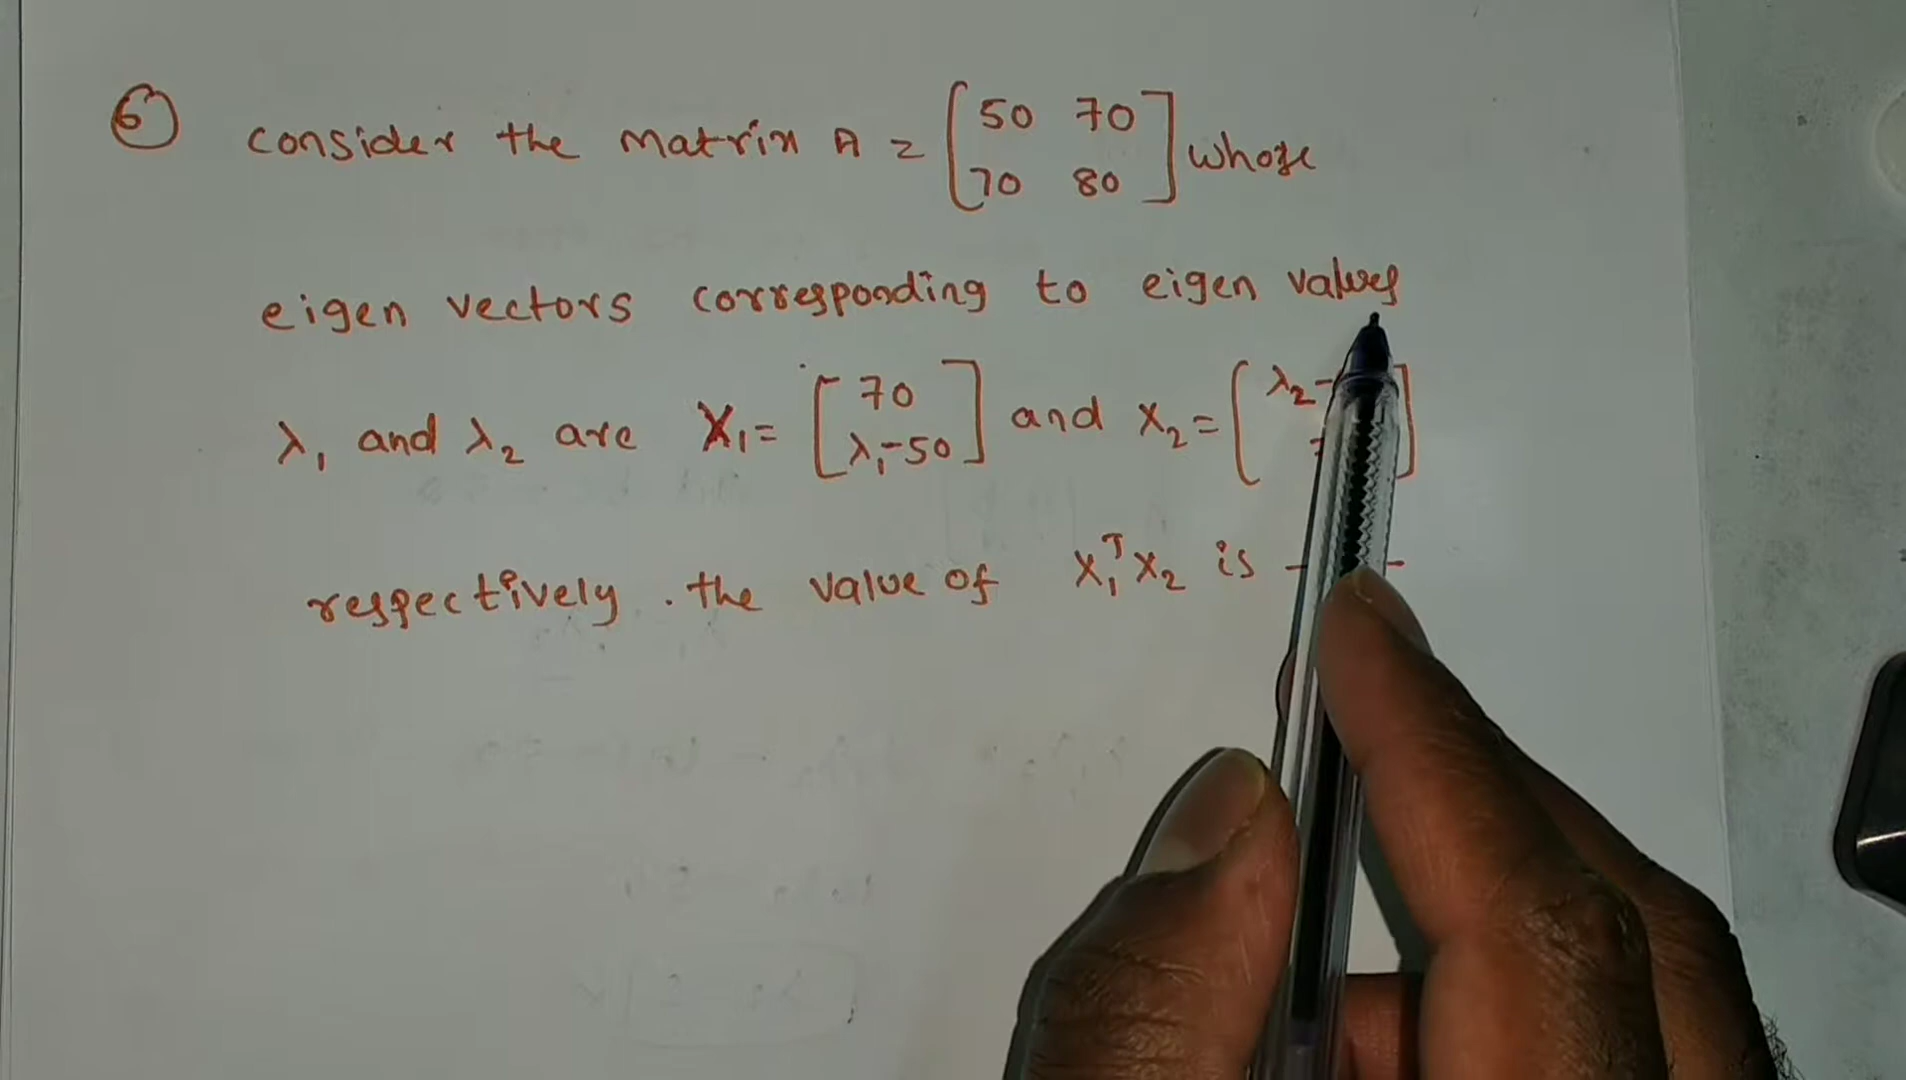 6 consider the matrix A = [50 70; 70 80] whose
eigen vectors corresponding to eigen values
λ₁ and λ₂ are X₁ = [70; λ₁-50] and X₂ = [λ₂-
respectively. the value of X₁ᵀX₂ is